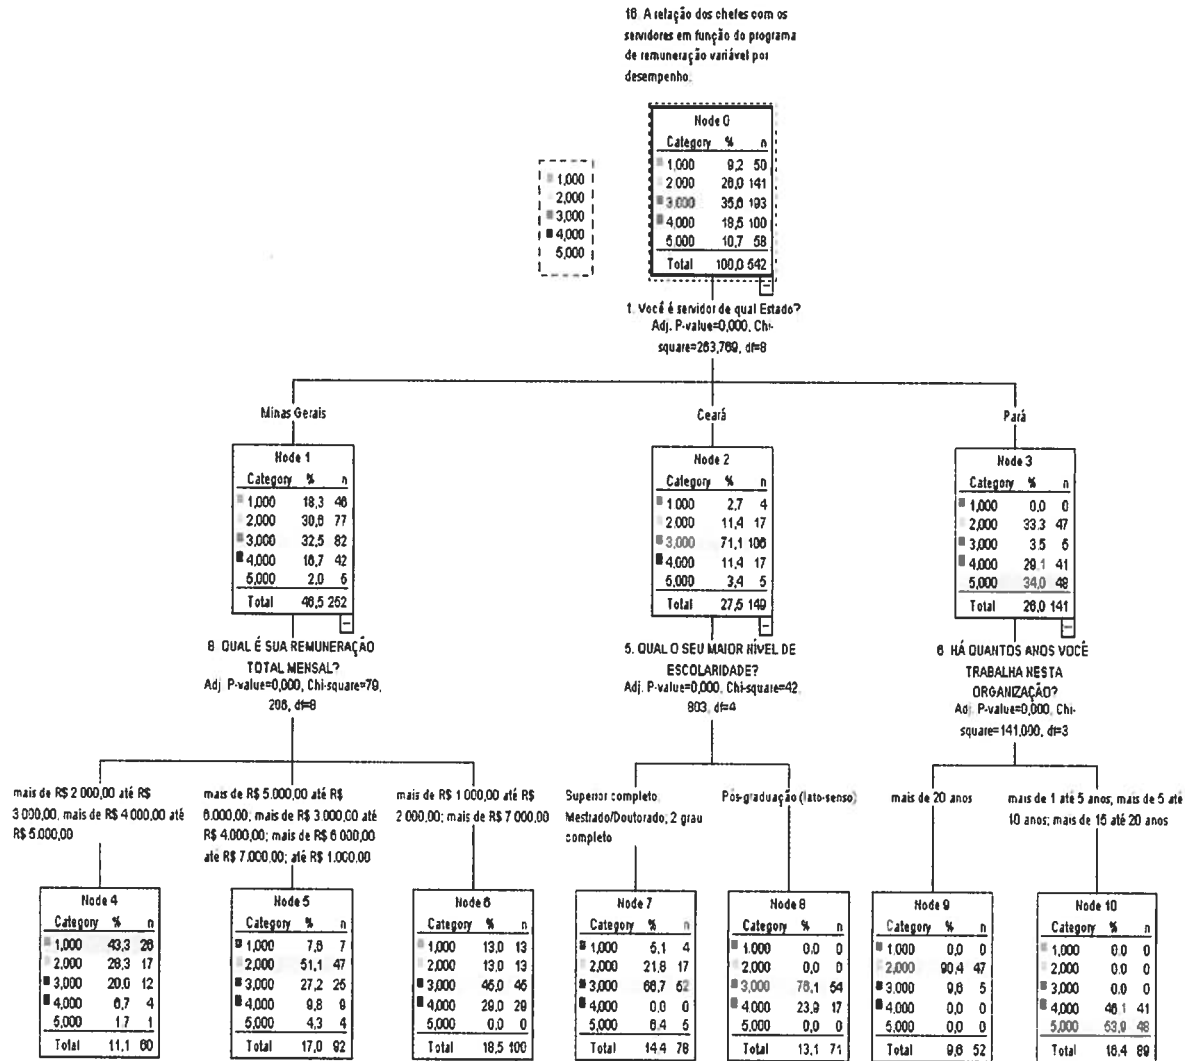 16. A relação dos chefes com os
servidores em função do programa
de remuneração variável por
desempenho.
Node 0
Category % n
1,000 9,2 50
2,000 26,0 141
3,000 35,6 193
4,000 18,5 100
5,000 10,7 58
Total 100,0 542
1,000
2,000
3,000
4,000
5,000
1. Você é servidor de qual Estado?
Adj. P-value=0,000, Chi-
square=263,769, df=8
Minas Gerais
Ceará
Pará
Node 1
Category % n
1,000 18,3 46
2,000 30,6 77
3,000 32,5 82
4,000 16,7 42
5,000 2,0 5
Total 46,5 252
Node 2
Category % n
1,000 2,7 4
2,000 11,4 17
3,000 71,1 106
4,000 11,4 17
5,000 3,4 5
Total 27,5 149
Node 3
Category % n
1,000 0,0 0
2,000 33,3 47
3,000 3,5 5
4,000 29,1 41
5,000 34,0 48
Total 26,0 141
8. QUAL É SUA REMUNERAÇÃO
TOTAL MENSAL?
Adj. P-value=0,000, Chi-square=79,
206, df=8
5. QUAL O SEU MAIOR NÍVEL DE
ESCOLARIDADE?
Adj. P-value=0,000, Chi-square=42,
803, df=4
6. HÁ QUANTOS ANOS VOCÊ
TRABALHA NESTA
ORGANIZAÇÃO?
Adj. P-value=0,000, Chi-
square=141,000, df=3
mais de R$ 2.000,00 até R$
3.000,00; mais de R$ 4.000,00 até
R$ 5.000,00
mais de R$ 5.000,00 até R$
6.000,00; mais de R$ 3.000,00 até
R$ 4.000,00; mais de R$ 6.000,00
até R$ 7.000,00; até R$ 1.000,00
mais de R$ 1.000,00 até R$
2.000,00; mais de R$ 7.000,00
Superior completo;
Mestrado/Doutorado; 2 grau
completo
Pós-graduação (lato-senso)
mais de 20 anos
mais de 1 até 5 anos; mais de 5 até
10 anos; mais de 15 até 20 anos
Node 4
Category % n
1,000 43,3 26
2,000 28,3 17
3,000 20,0 12
4,000 6,7 4
5,000 1,7 1
Total 11,1 60
Node 5
Category % n
1,000 7,6 7
2,000 51,1 47
3,000 27,2 25
4,000 9,8 9
5,000 4,3 4
Total 17,0 92
Node 6
Category % n
1,000 13,0 13
2,000 13,0 13
3,000 45,0 45
4,000 29,0 29
5,000 0,0 0
Total 18,5 100
Node 7
Category % n
1,000 5,1 4
2,000 21,8 17
3,000 66,7 52
4,000 0,0 0
5,000 6,4 5
Total 14,4 78
Node 8
Category % n
1,000 0,0 0
2,000 0,0 0
3,000 76,1 54
4,000 23,9 17
5,000 0,0 0
Total 13,1 71
Node 9
Category % n
1,000 0,0 0
2,000 90,4 47
3,000 9,6 5
4,000 0,0 0
5,000 0,0 0
Total 9,6 52
Node 10
Category % n
1,000 0,0 0
2,000 0,0 0
3,000 0,0 0
4,000 46,1 41
5,000 53,9 48
Total 16,4 89